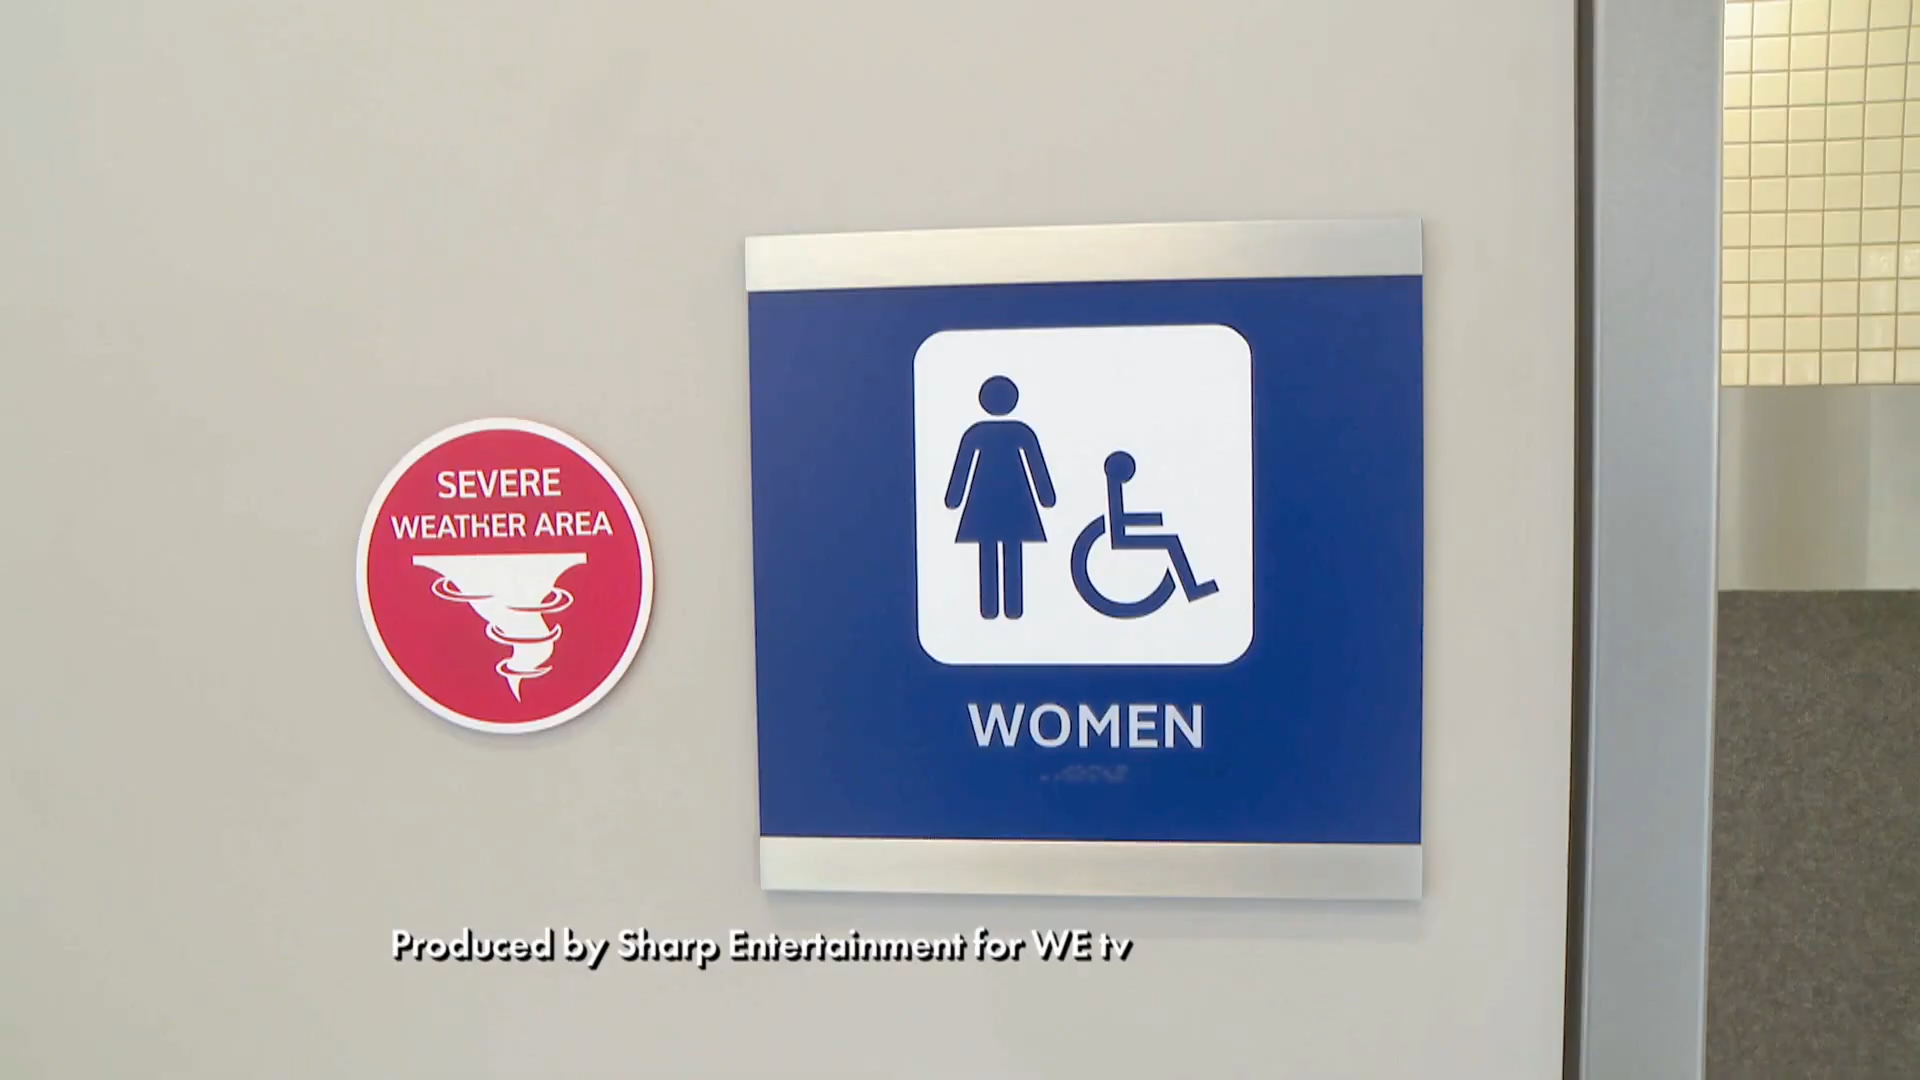 SEVERE
WEATHER AREA
WOMEN
Produced by Sharp Entertainment for WE tv